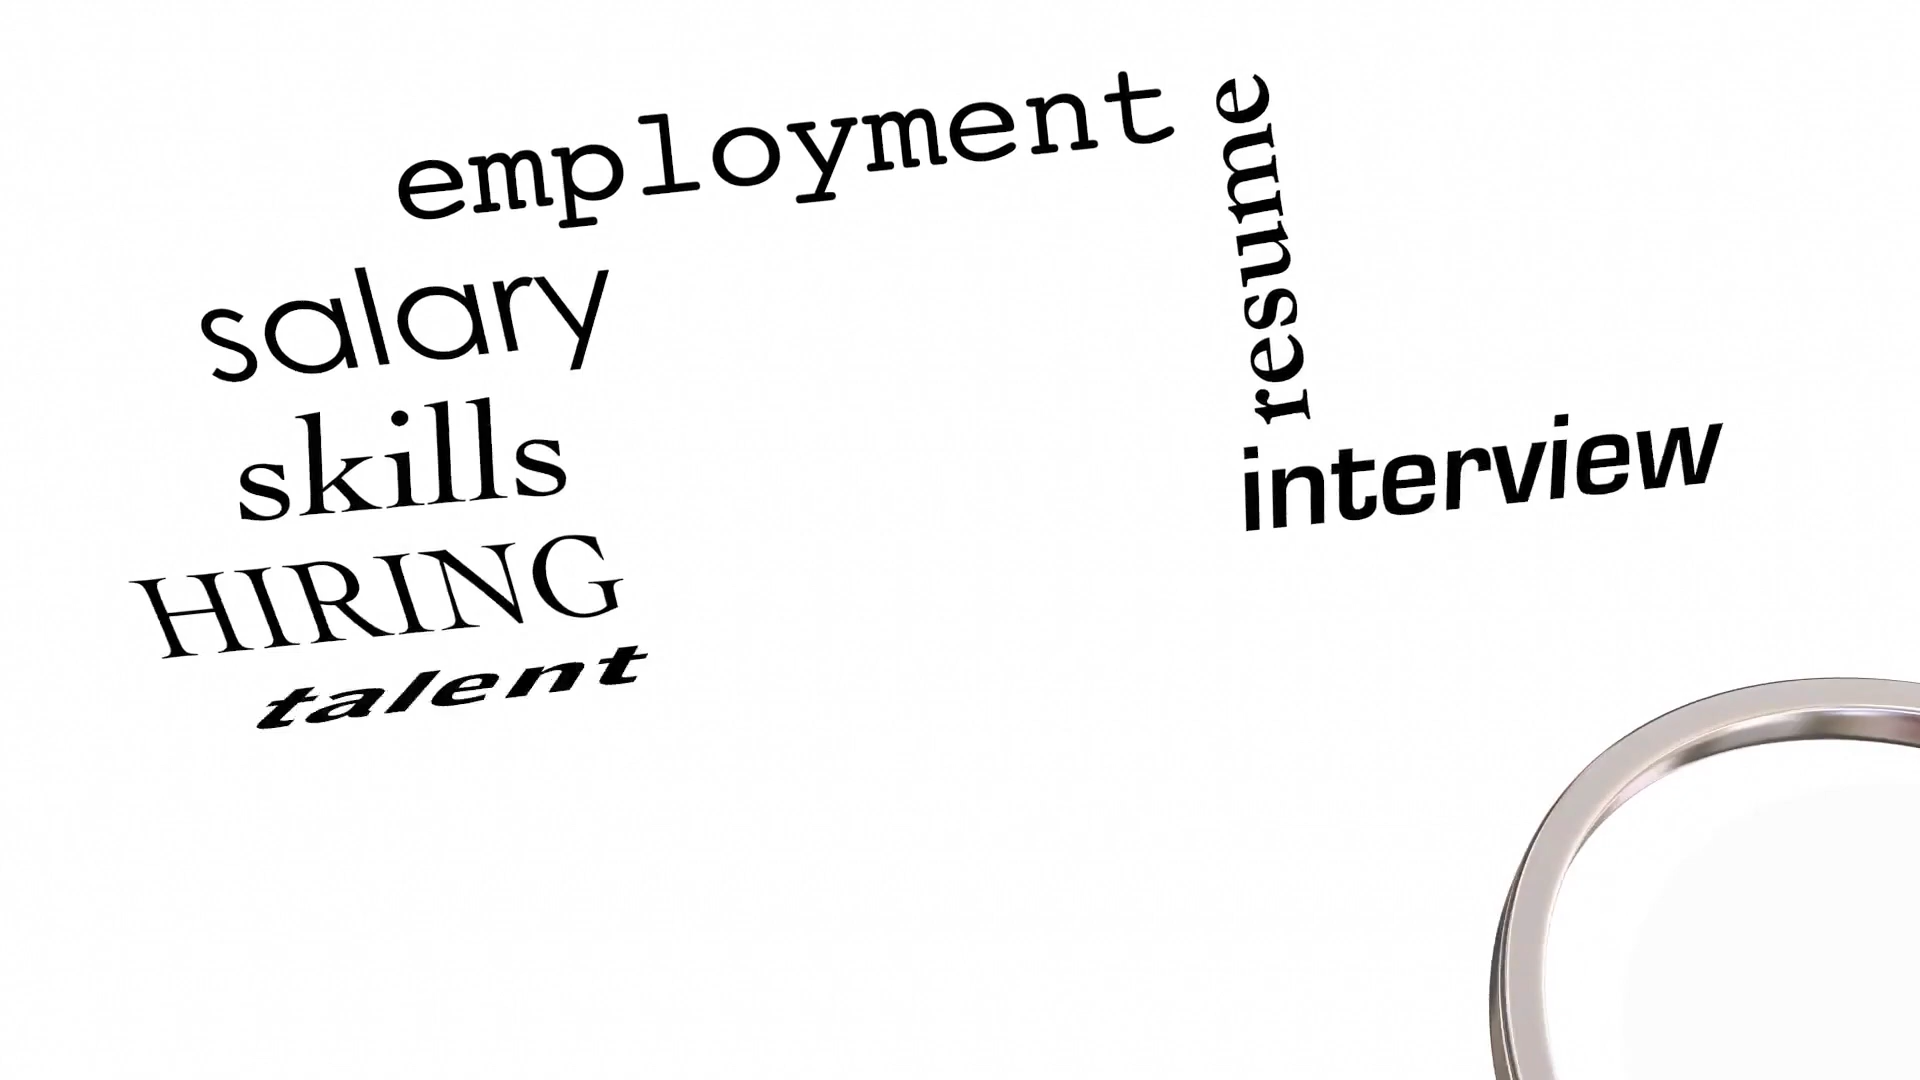 employment
resume
salary
skills
interview
HIRING
talent